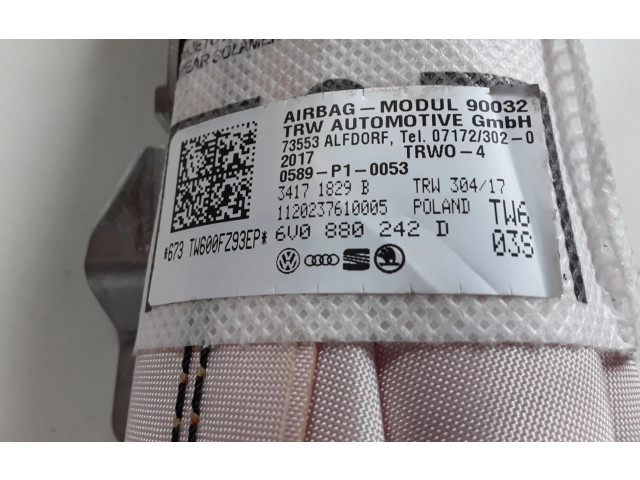 AIRBAG-MODUL 90032
TRW AUTOMOTIVE GmbH
73553 ALFDORF, Tel. 07172/302-0
2017 TRWO-4
0589-P1-0053
3417 1829 B TRW 304/17
1120237610005 POLAND TW6
*673 TW600FZ93EP* 6V0 880 242 D 03S